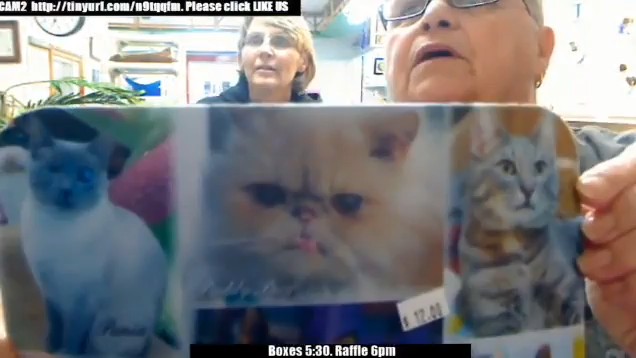 CAM2 http://tinyurl.com/n9tqqfm. Please click LIKE US
$ 12.00
Boxes 5:30. Raffle 6pm